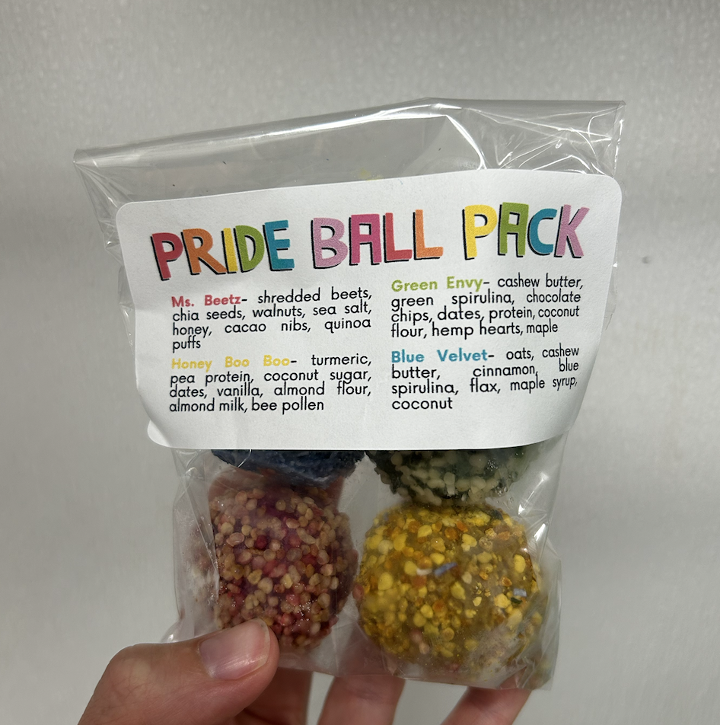 PRIDE BALL PACK
Ms. Beetz- shredded beets,
chia seeds, walnuts, sea salt,
honey, cacao nibs, quinoa
puffs
Honey Boo Boo- turmeric,
pea protein, coconut sugar,
dates, vanilla, almond flour,
almond milk, bee pollen
Green Envy- cashew butter,
green spirulina, chocolate
chips, dates, protein, coconut
flour, hemp hearts, maple
Blue Velvet- oats, cashew
butter, cinnamon, blue
spirulina, flax, maple syrup,
coconut